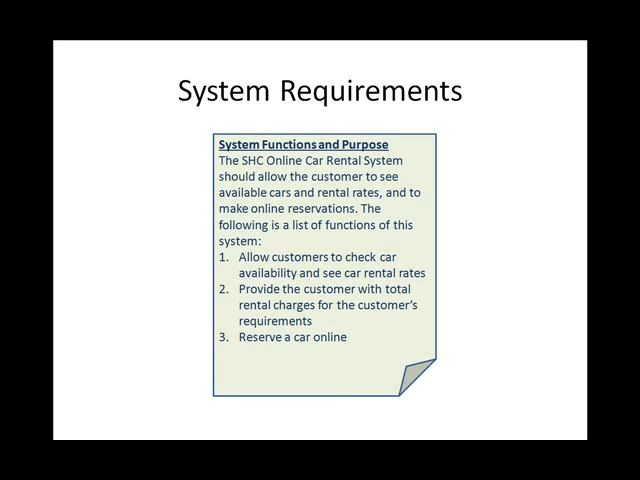 System Requirements
System Functions and Purpose
The SHC Online Car Rental System
should allow the customer to see
available cars and rental rates, and to
make online reservations. The
following is a list of functions of this
system:
1. Allow customers to check car
availability and see car rental rates
2. Provide the customer with total
rental charges for the customer's
requirements
3. Reserve a car online